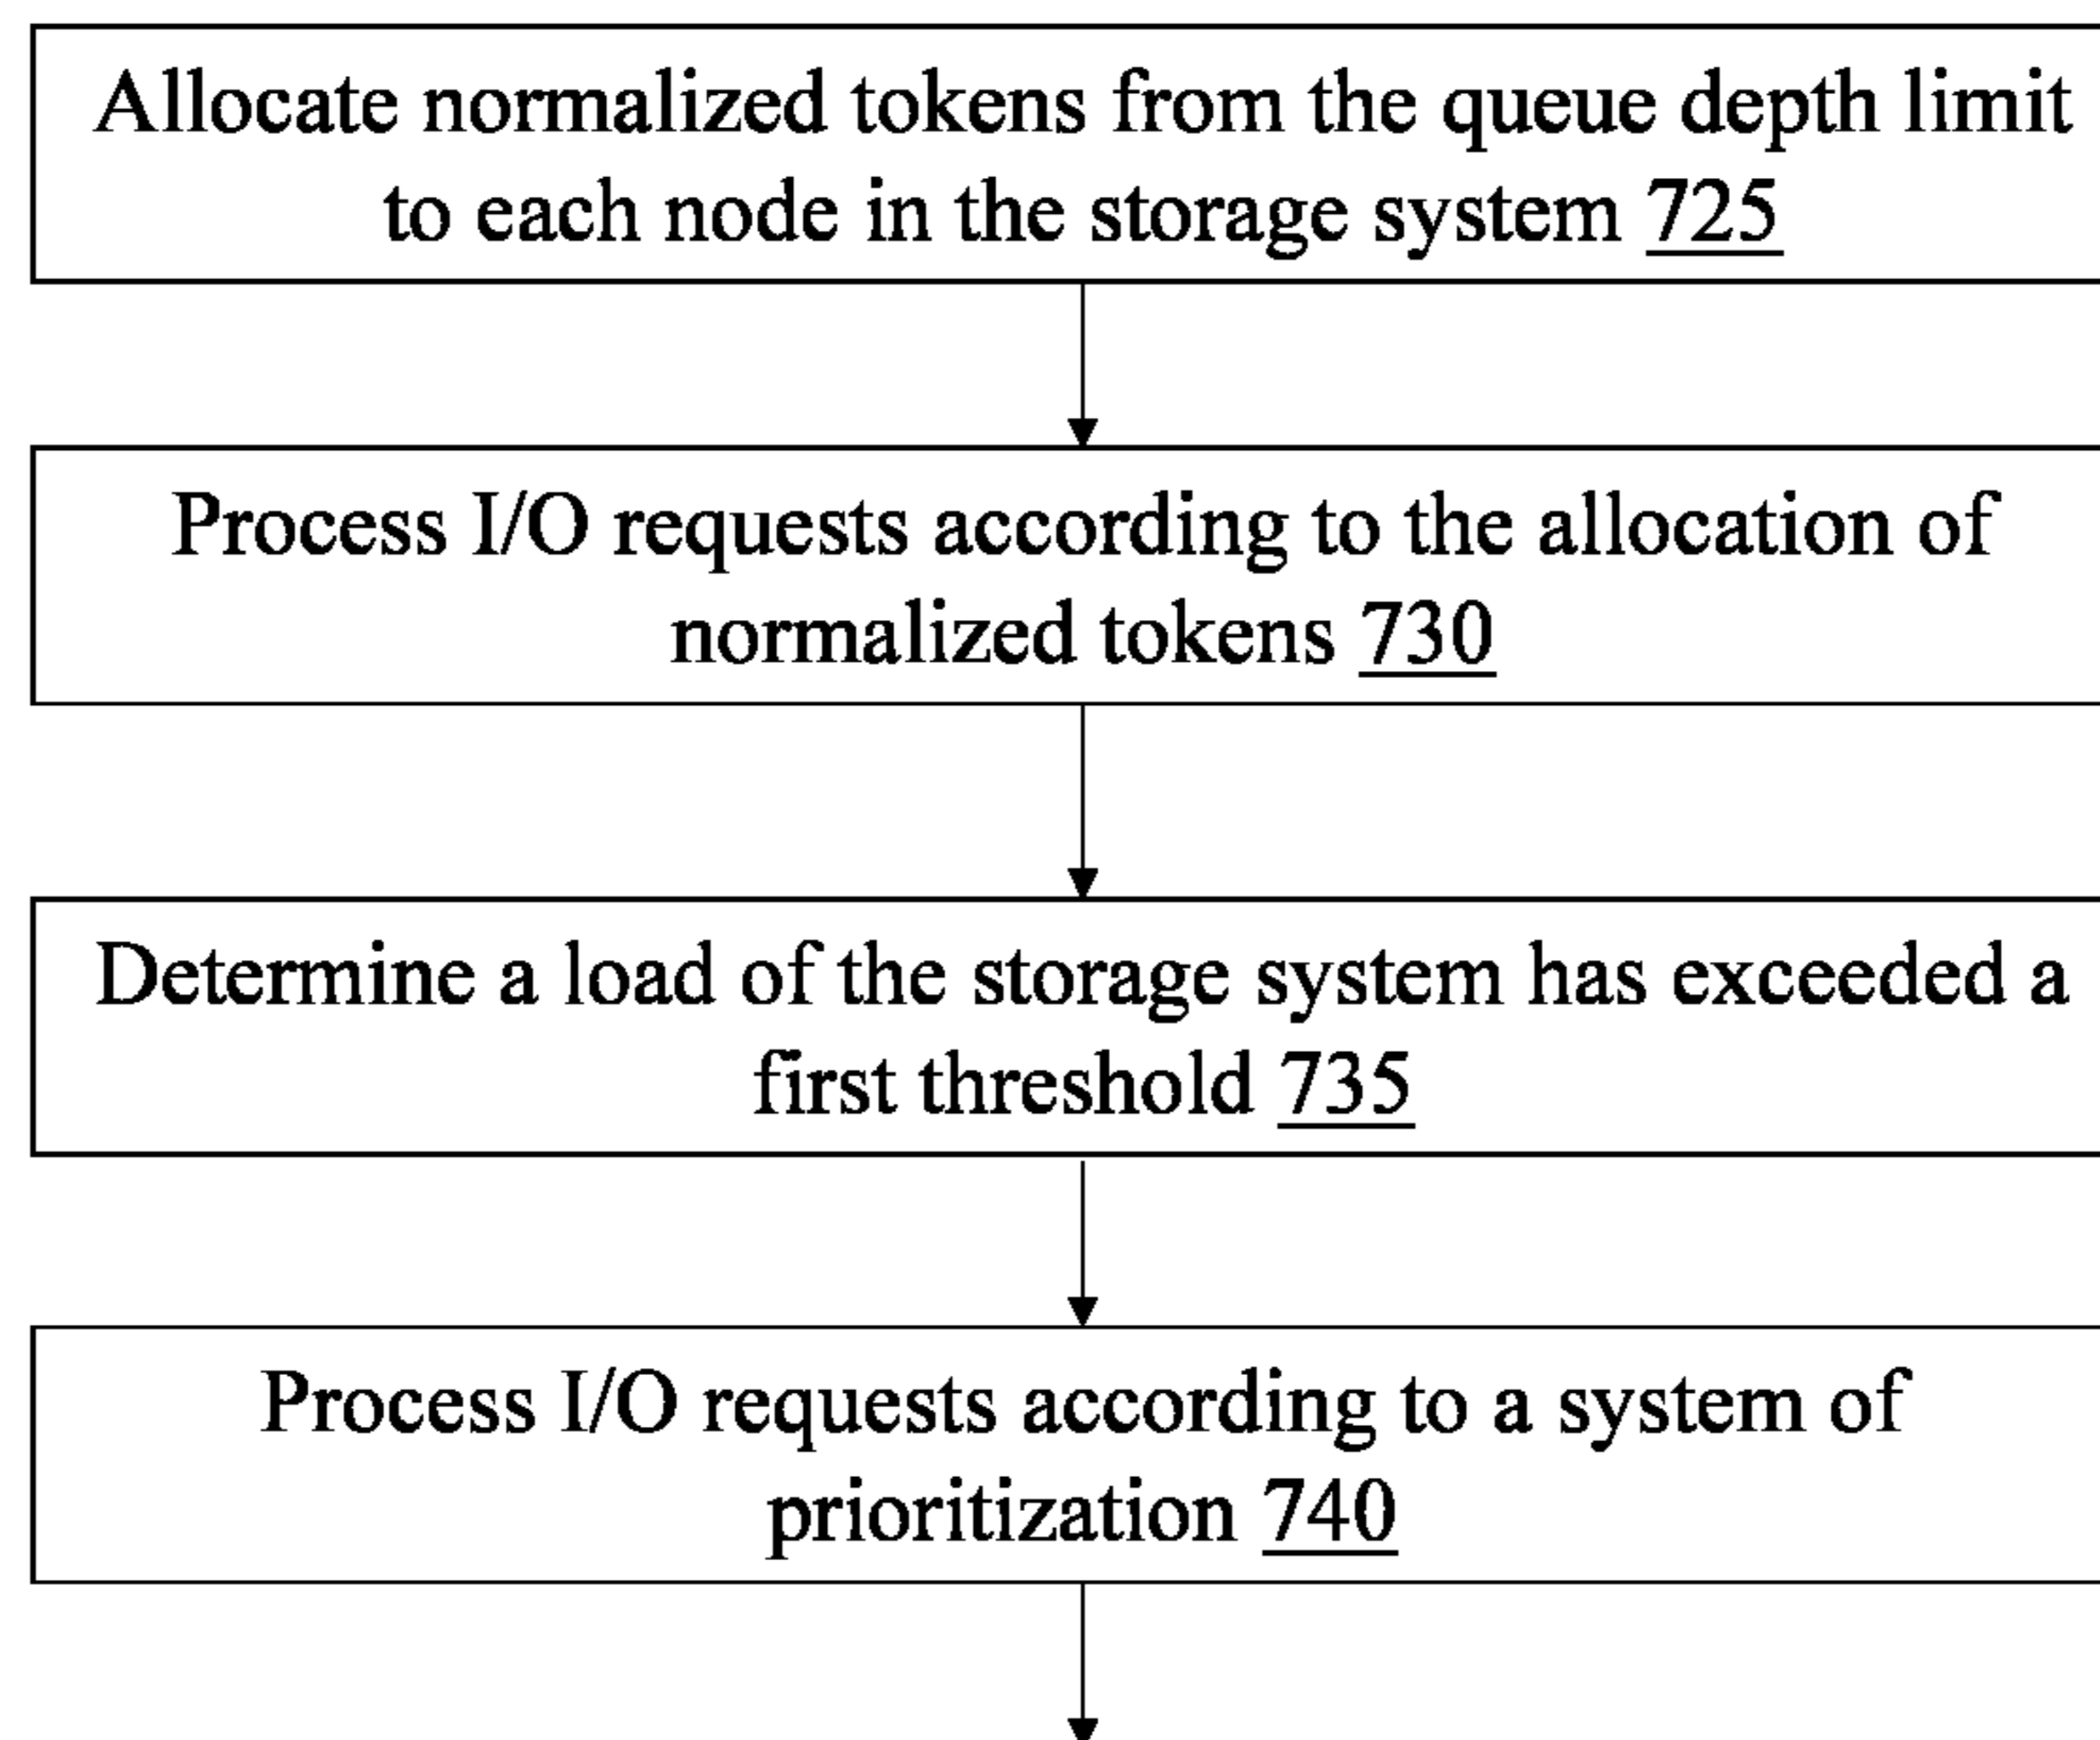 Allocate normalized tokens from the queue depth limit
to each node in the storage system 725
Process I/O requests according to the allocation of
normalized tokens 730
Determine a load of the storage system has exceeded a
first threshold 735
Process I/O requests according to a system of
prioritization 740